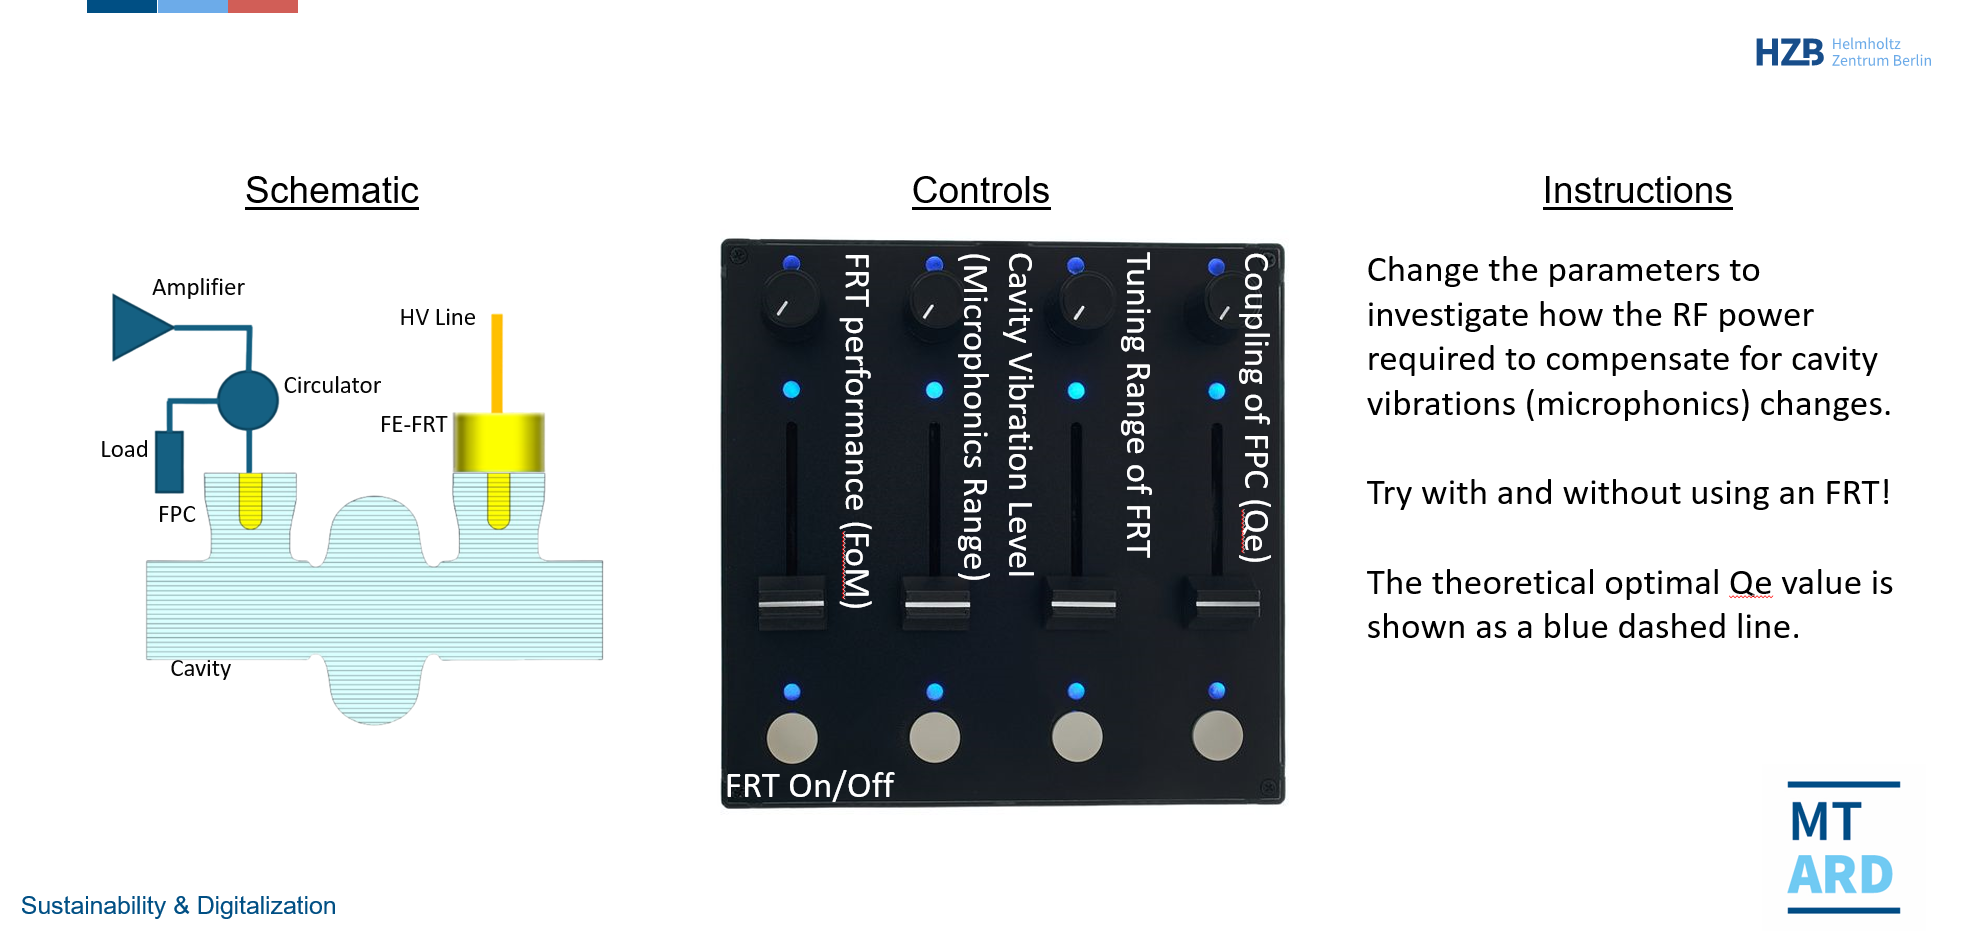 HZB Helmholtz
Zentrum Berlin
Schematic
Amplifier
HV Line
Circulator
FE-FRT
Load
FPC
Cavity
Controls
FRT performance (FoM)
Cavity Vibration Level
(Microphonics Range)
Tuning Range of FRT
Coupling of FPC (Qe)
FRT On/Off
Instructions
Change the parameters to
investigate how the RF power
required to compensate for cavity
vibrations (microphonics) changes.
Try with and without using an FRT!
The theoretical optimal Qe value is
shown as a blue dashed line.
MT
ARD
Sustainability & Digitalization